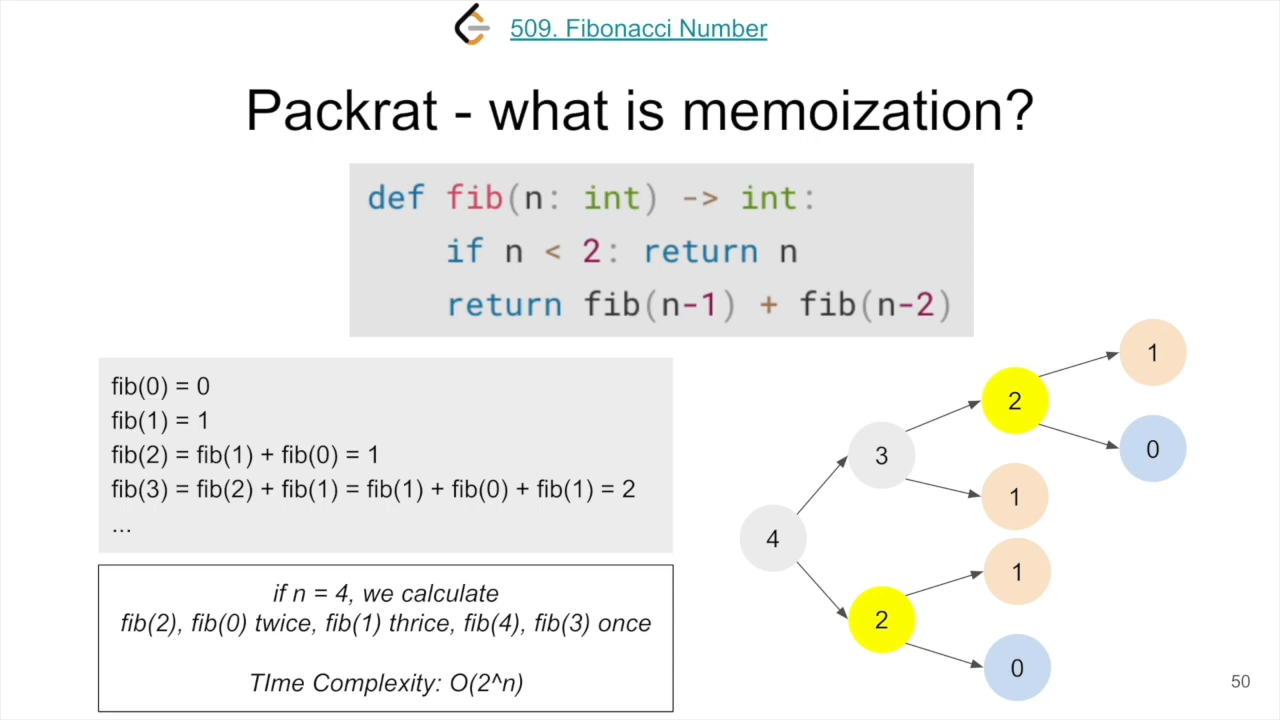 509. Fibonacci Number
Packrat - what is memoization?
def fib(n: int) -> int:
if n < 2: return n
return fib(n-1) + fib(n-2)
fib(0) = 0
fib(1) = 1
fib(2) = fib(1) + fib(0) = 1
fib(3) = fib(2) + fib(1) = fib(1) + fib(0) + fib(1) = 2
...
if n = 4, we calculate
fib(2), fib(0) twice, fib(1) thrice, fib(4), fib(3) once
TIme Complexity: O(2^n)
4
3
2
1
0
1
2
1
0
50